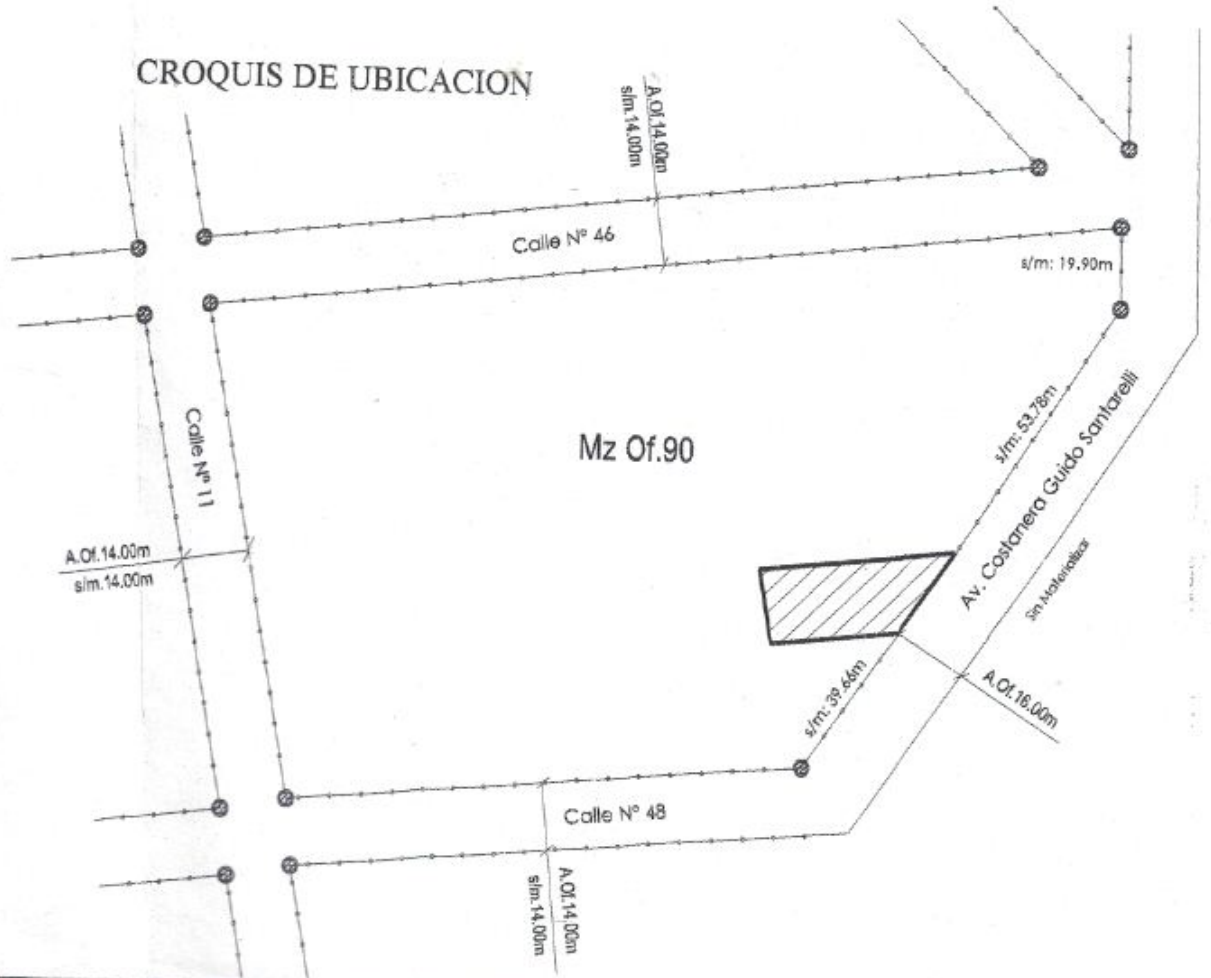 CROQUIS DE UBICACION
A.Of.14.00m
s/m.14.00m
Calle Nº 46
s/m: 19.90m
Calle Nº 11
Mz Of.90
s/m: 53.78m
Av. Costanera Guido Santarelli
Sin Materializar
A.Of.14.00m
s/m.14.00m
s/m: 39.66m
A.Of.16.00m
Calle Nº 48
A.Of.14.00m
s/m.14.00m